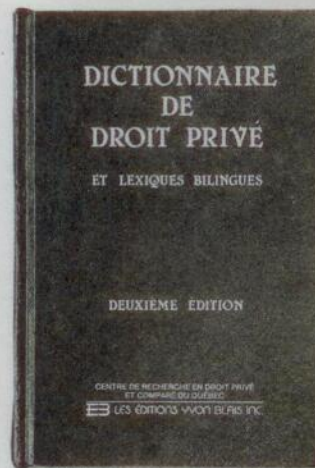 DICTIONNAIRE
DE
DROIT PRIVÉ
ET LEXIQUES BILINGUES
DEUXIÈME ÉDITION
CENTRE DE RECHERCHE EN DROIT PRIVÉ
ET COMPARÉ DU QUÉBEC
EB LES ÉDITIONS YVON BLAIS INC.